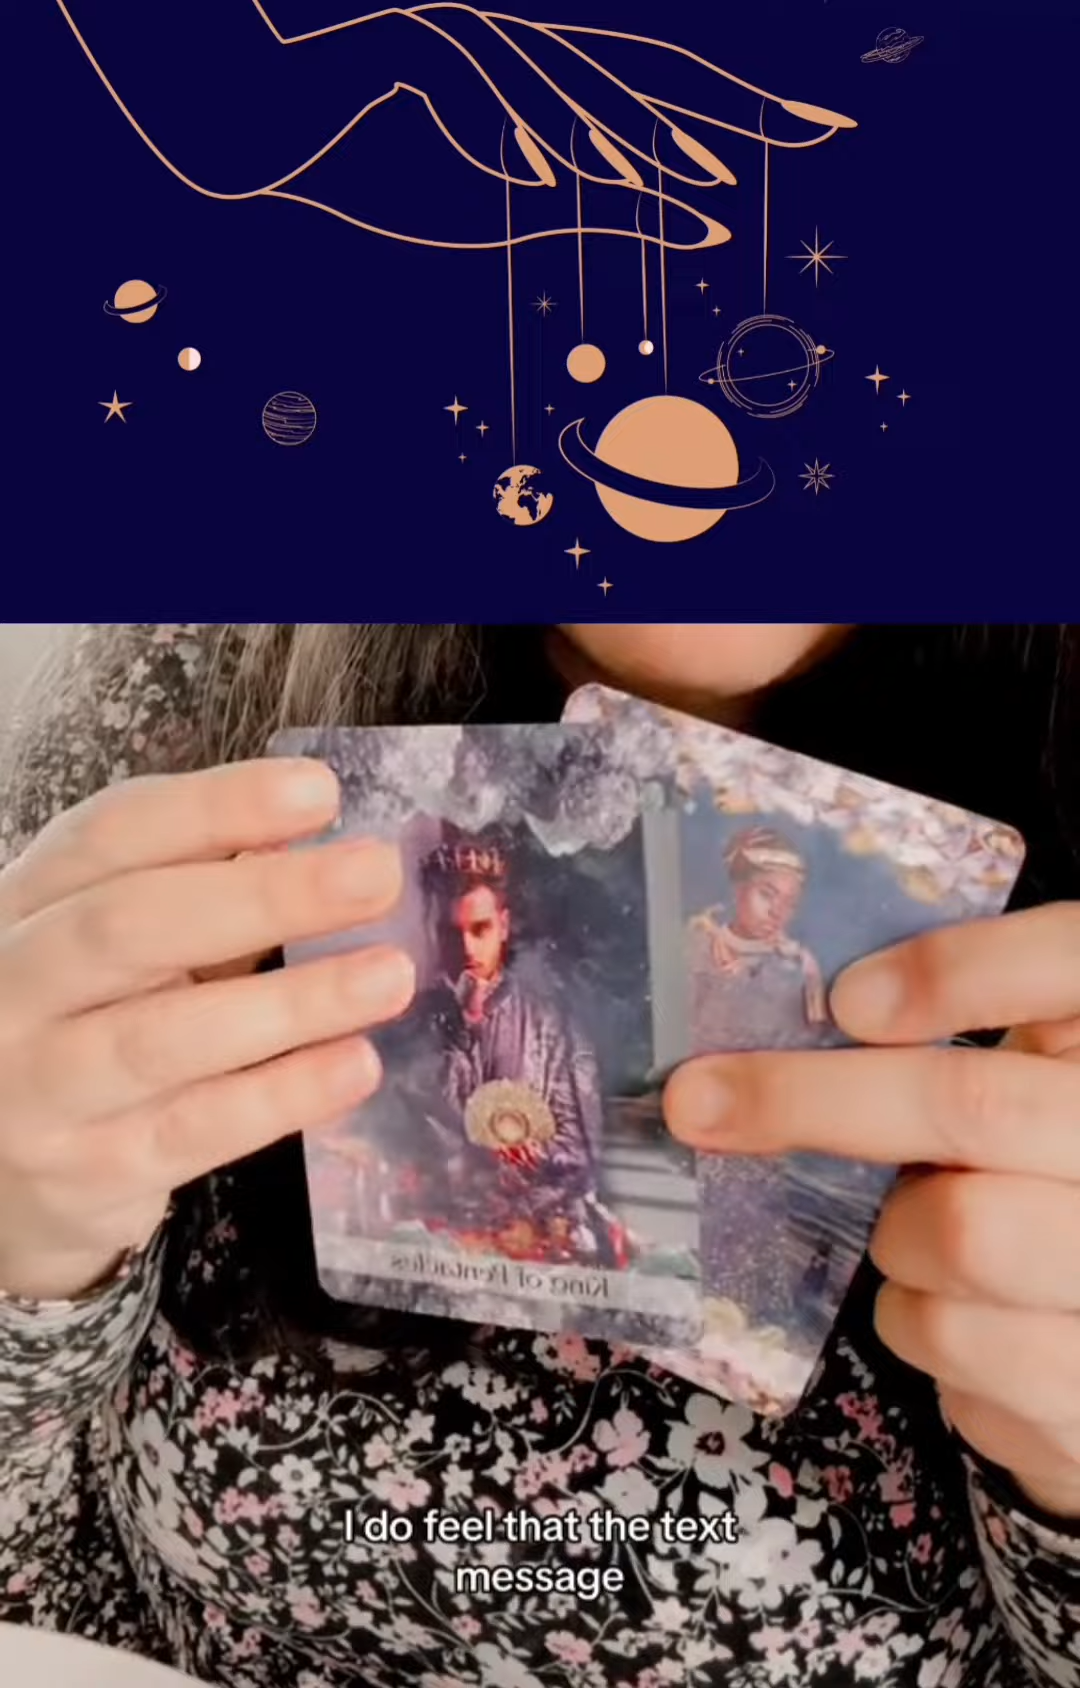 King of Pentacles
I do feel that the text
message